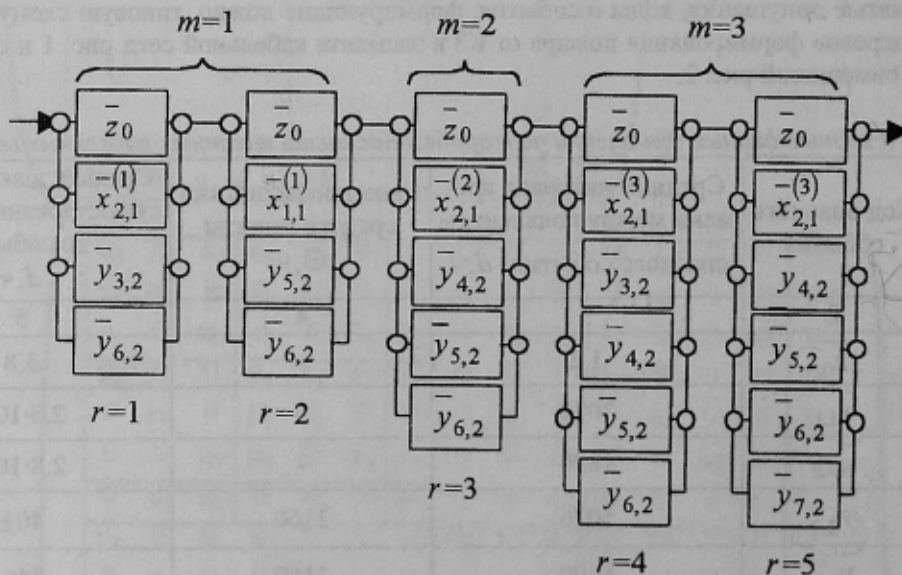 m=1
m=2
m=3
z̄₀ z̄₀ z̄₀ z̄₀ z̄₀
x̄₂,₁⁽¹⁾ x̄₁,₁⁽¹⁾ x̄₂,₁⁽²⁾ x̄₂,₁⁽³⁾ x̄₂,₁⁽³⁾
ȳ₃,₂ ȳ₅,₂ ȳ₄,₂ ȳ₃,₂ ȳ₄,₂
ȳ₆,₂ ȳ₆,₂ ȳ₅,₂ ȳ₄,₂ ȳ₅,₂
r=1 r=2 ȳ₆,₂ ȳ₅,₂ ȳ₆,₂
r=3 ȳ₆,₂ ȳ₇,₂
r=4 r=5